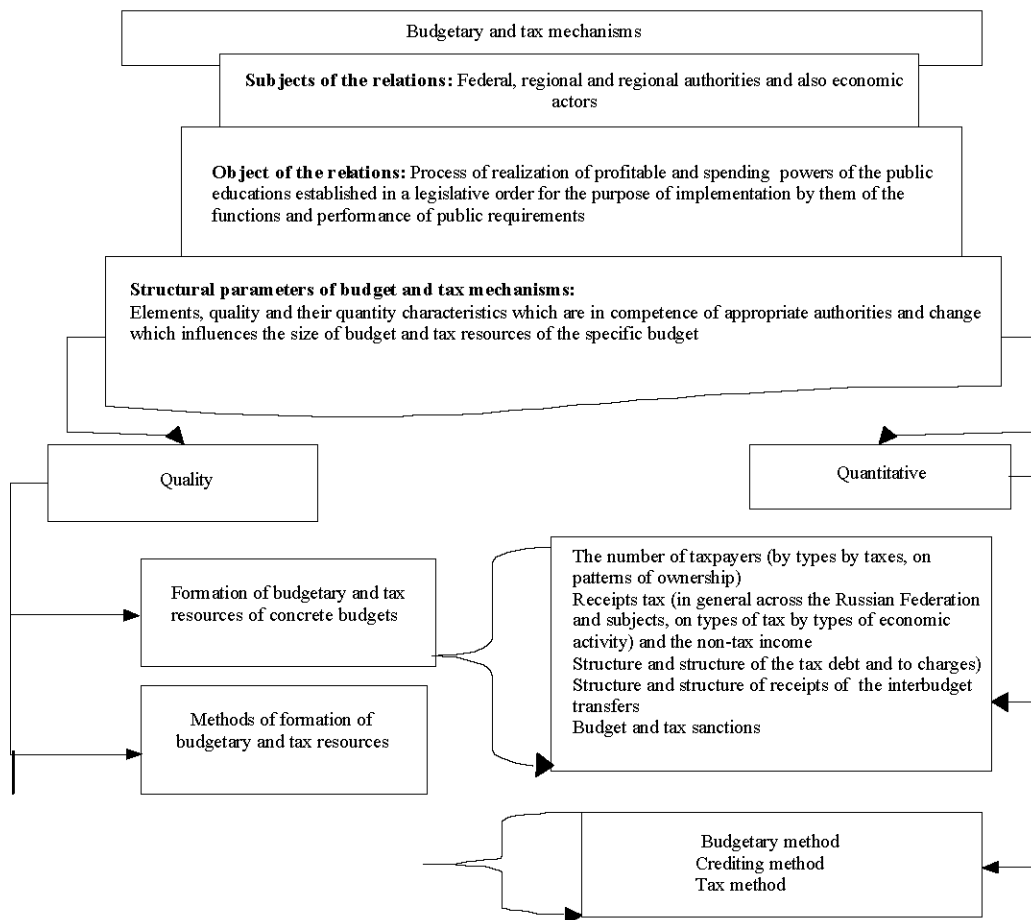 Budgetary and tax mechanisms
Subjects of the relations: Federal, regional and regional authorities and also economic
actors
Object of the relations: Process of realization of profitable and spending powers of the public
educations established in a legislative order for the purpose of implementation by them of the
functions and performance of public requirements
Structural parameters of budget and tax mechanisms:
Elements, quality and their quantity characteristics which are in competence of appropriate authorities and change
which influences the size of budget and tax resources of the specific budget
Quality
Quantitative
Formation of budgetary and tax
resources of concrete budgets
The number of taxpayers (by types by taxes, on
patterns of ownership)
Receipts tax (in general across the Russian Federation
and subjects, on types of tax by types of economic
activity) and the non-tax income
Structure and structure of the tax debt and to charges)
Structure and structure of receipts of the interbudget
transfers
Budget and tax sanctions
Methods of formation of
budgetary and tax resources
Budgetary method
Crediting method
Tax method